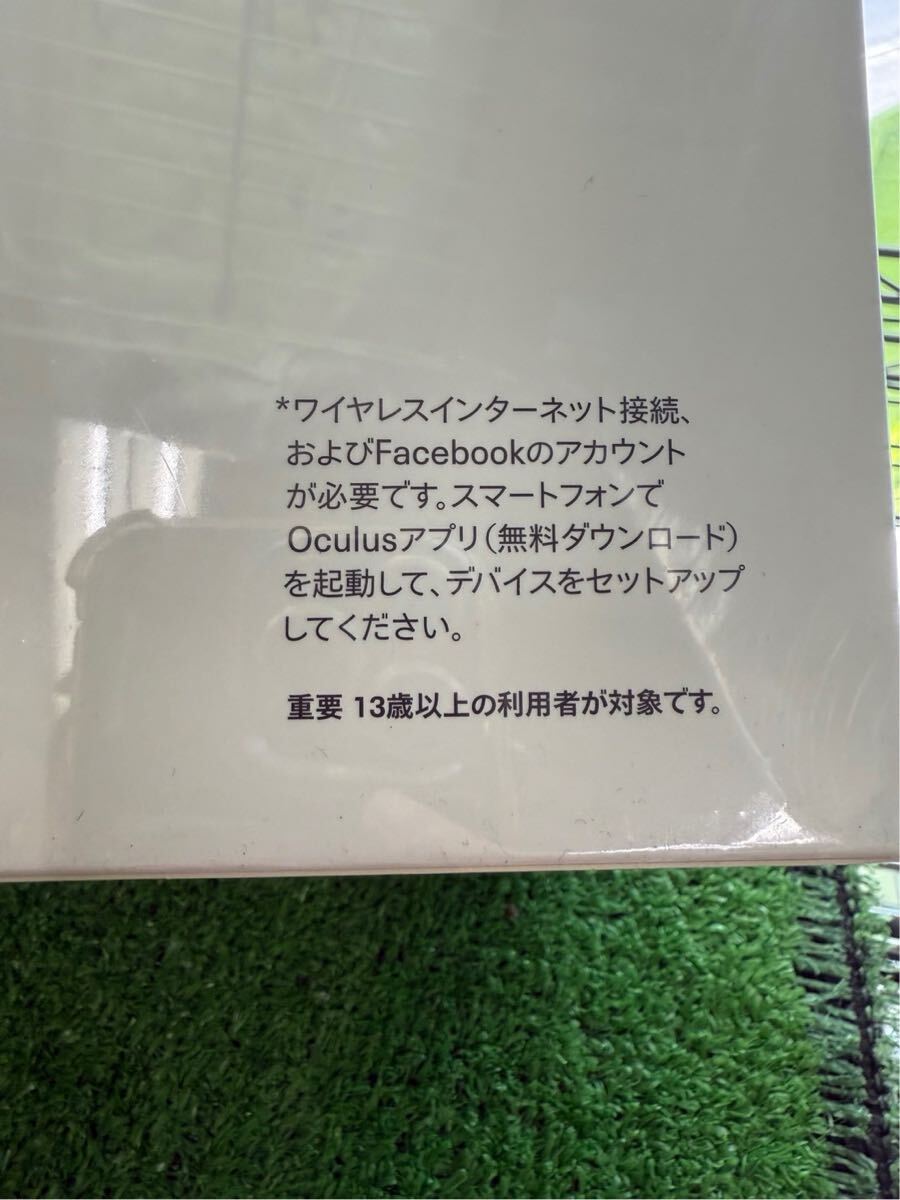 *ワイヤレスインターネット接続、
およびFacebookのアカウント
が必要です。スマートフォンで
Oculusアプリ(無料ダウンロード)
を起動して、デバイスをセットアップ
してください。
重要 13歳以上の利用者が対象です。